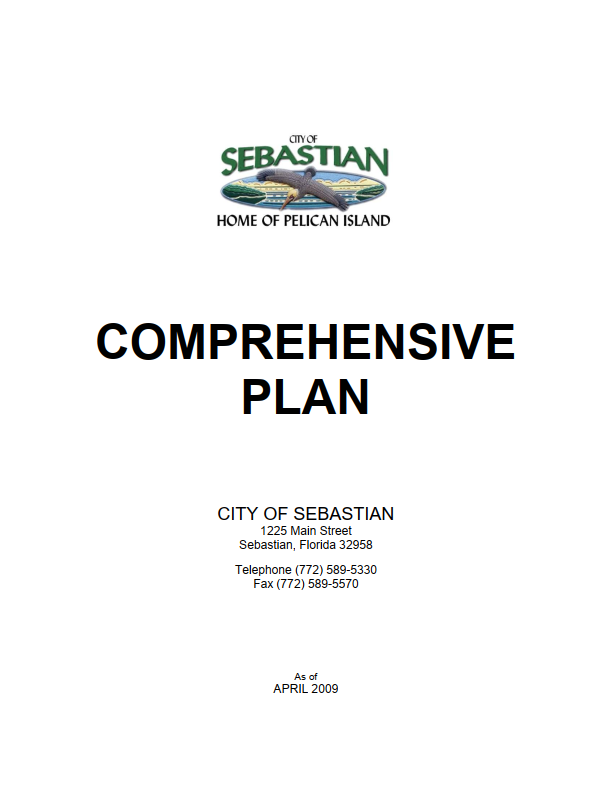 CITY OF
SEBASTIAN
HOME OF PELICAN ISLAND
COMPREHENSIVE
PLAN
CITY OF SEBASTIAN
1225 Main Street
Sebastian, Florida 32958
Telephone (772) 589-5330
Fax (772) 589-5570
As of
APRIL 2009